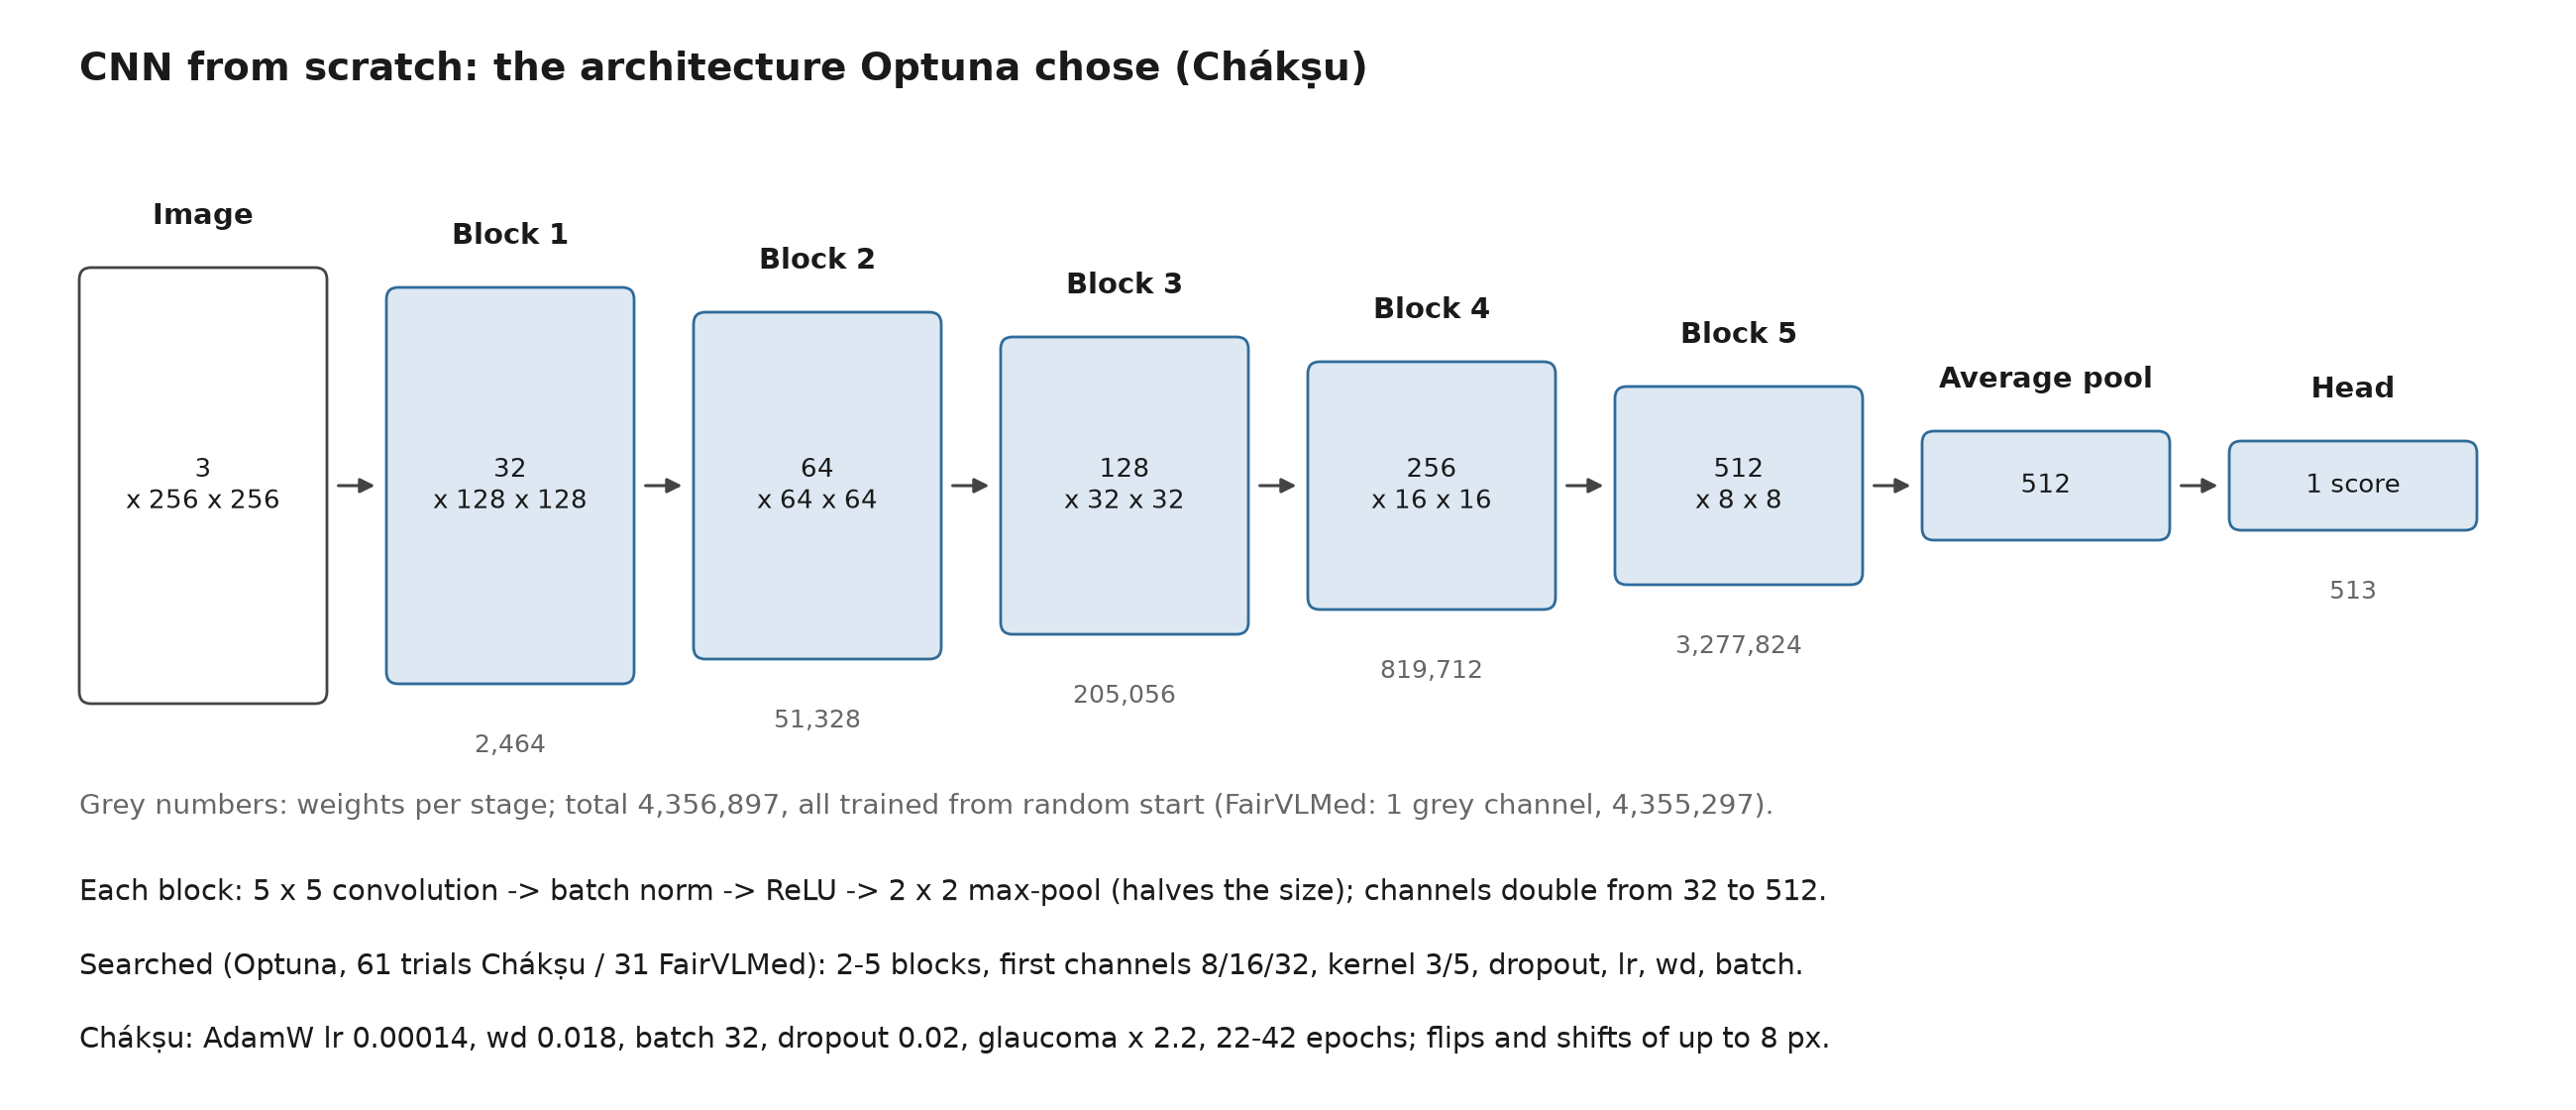 CNN from scratch: the architecture Optuna chose (Chákṣu)
Image
Block 1
Block 2
Block 3
Block 4
Block 5
Average pool
Head
3
x 256 x 256
32
x 128 x 128
64
x 64 x 64
128
x 32 x 32
256
x 16 x 16
512
x 8 x 8
512
1 score
2,464
51,328
205,056
819,712
3,277,824
513
Grey numbers: weights per stage; total 4,356,897, all trained from random start (FairVLMed: 1 grey channel, 4,355,297).
Each block: 5 x 5 convolution -> batch norm -> ReLU -> 2 x 2 max-pool (halves the size); channels double from 32 to 512.
Searched (Optuna, 61 trials Chákṣu / 31 FairVLMed): 2-5 blocks, first channels 8/16/32, kernel 3/5, dropout, lr, wd, batch.
Chákṣu: AdamW lr 0.00014, wd 0.018, batch 32, dropout 0.02, glaucoma x 2.2, 22-42 epochs; flips and shifts of up to 8 px.